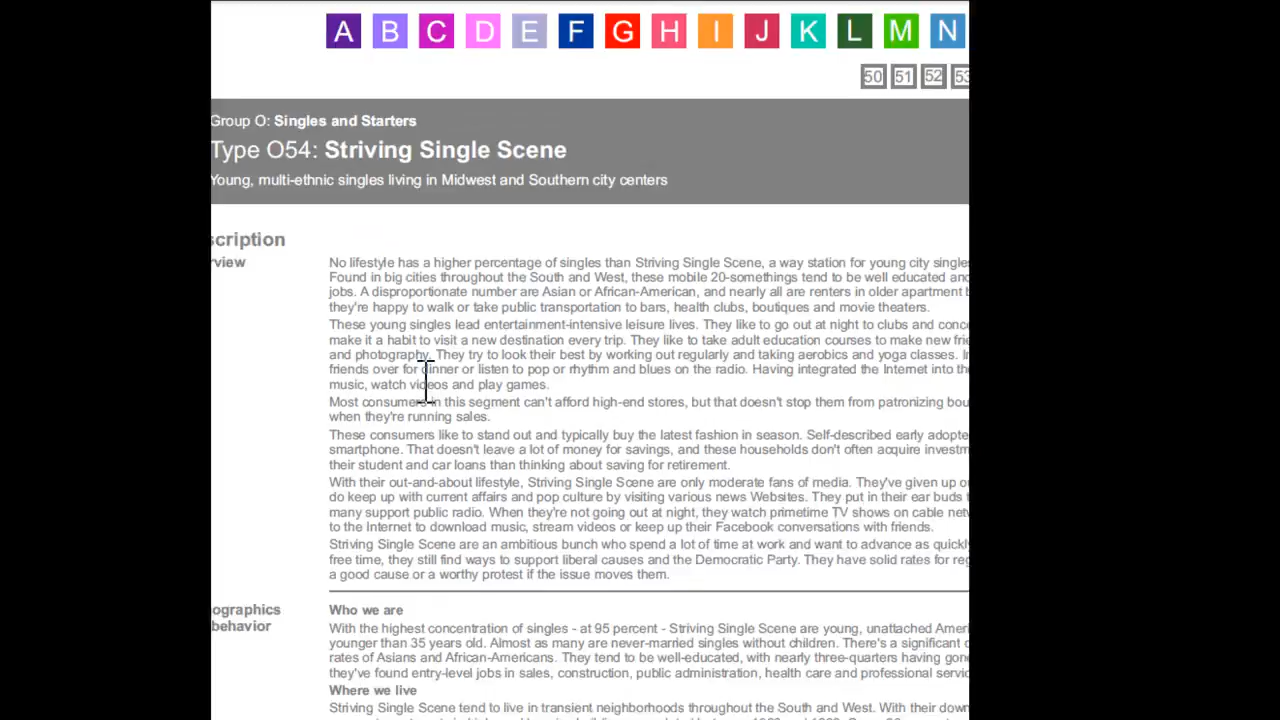 A B C D E F G H I J K L M N
50 51 52 53
Group O: Singles and Starters
Type O54: Striving Single Scene
Young, multi-ethnic singles living in Midwest and Southern city centers
scription
rview
No lifestyle has a higher percentage of singles than Striving Single Scene, a way station for young city singles
Found in big cities throughout the South and West, these mobile 20-somethings tend to be well educated and
jobs. A disproportionate number are Asian or African-American, and nearly all are renters in older apartment b
they're happy to walk or take public transportation to bars, health clubs, boutiques and movie theaters.
These young singles lead entertainment-intensive leisure lives. They like to go out at night to clubs and conce
make it a habit to visit a new destination every trip. They like to take adult education courses to make new frie
and photography. They try to look their best by working out regularly and taking aerobics and yoga classes. I
friends over for dinner or listen to pop or rhythm and blues on the radio. Having integrated the Internet into the
music, watch videos and play games.
Most consumers in this segment can't afford high-end stores, but that doesn't stop them from patronizing bou
when they're running sales.
These consumers like to stand out and typically buy the latest fashion in season. Self-described early adopte
smartphone. That doesn't leave a lot of money for savings, and these households don't often acquire investm
their student and car loans than thinking about saving for retirement.
With their out-and-about lifestyle, Striving Single Scene are only moderate fans of media. They've given up o
do keep up with current affairs and pop culture by visiting various news Websites. They put in their ear buds t
many support public radio. When they're not going out at night, they watch primetime TV shows on cable netw
to the Internet to download music, stream videos or keep up their Facebook conversations with friends.
Striving Single Scene are an ambitious bunch who spend a lot of time at work and want to advance as quickly
free time, they still find ways to support liberal causes and the Democratic Party. They have solid rates for reg
a good cause or a worthy protest if the issue moves them.
ographics
behavior
Who we are
With the highest concentration of singles - at 95 percent - Striving Single Scene are young, unattached Ameri
younger than 35 years old. Almost as many are never-married singles without children. There's a significant
rates of Asians and African-Americans. They tend to be well-educated, with nearly three-quarters having gone
they've found entry-level jobs in sales, construction, public administration, health care and professional servic
Where we live
Striving Single Scene tend to live in transient neighborhoods throughout the South and West. With their down